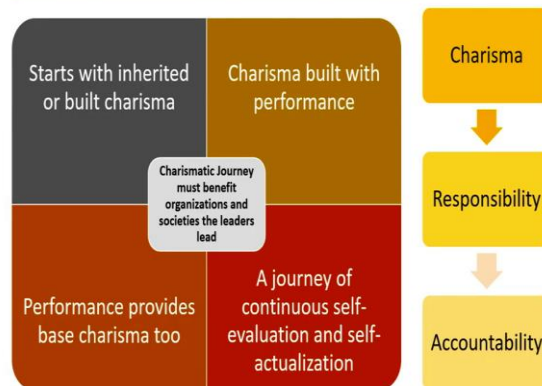 Starts with inherited
or built charisma
Charisma built with
performance
Charismatic Journey
must benefit
organizations and
societies the leaders
lead
Performance provides
base charisma too
A journey of
continuous self-
evaluation and self-
actualization
Charisma
Responsibility
Accountability